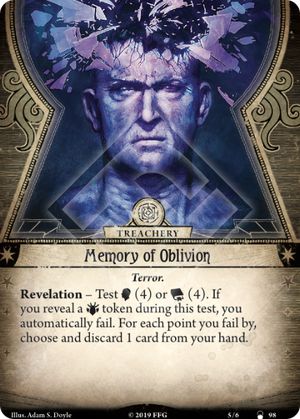 TREACHERY
Memory of Oblivion
Terror.
Revelation – Test (4) or (4). If
you reveal a token during this test, you
automatically fail. For each point you fail by,
choose and discard 1 card from your hand.
Illus. Adam S. Doyle © 2019 FFG 5/6 98